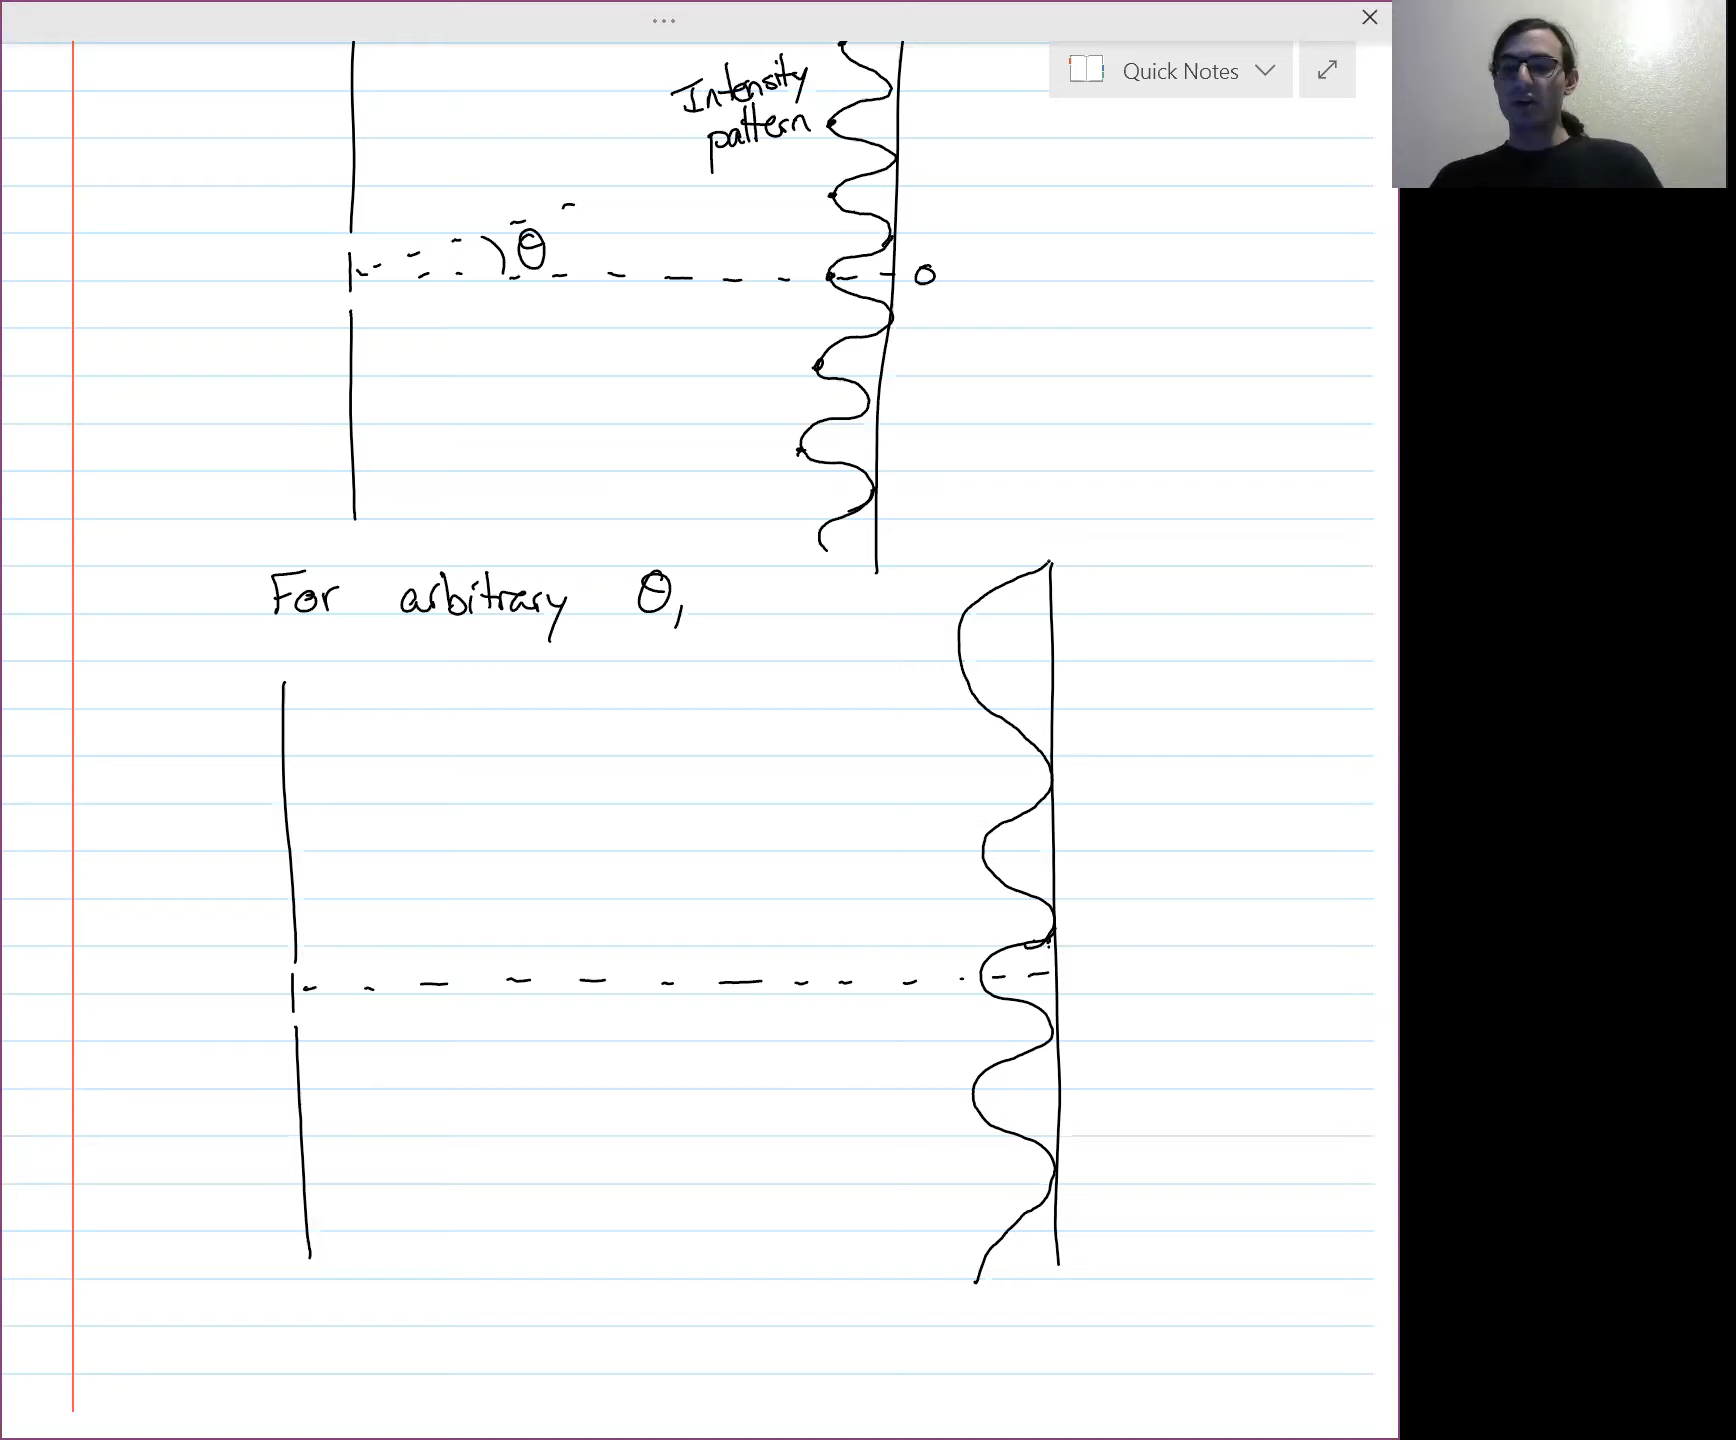 Quick Notes
Intensity
pattern
θ
0
For arbitrary θ,